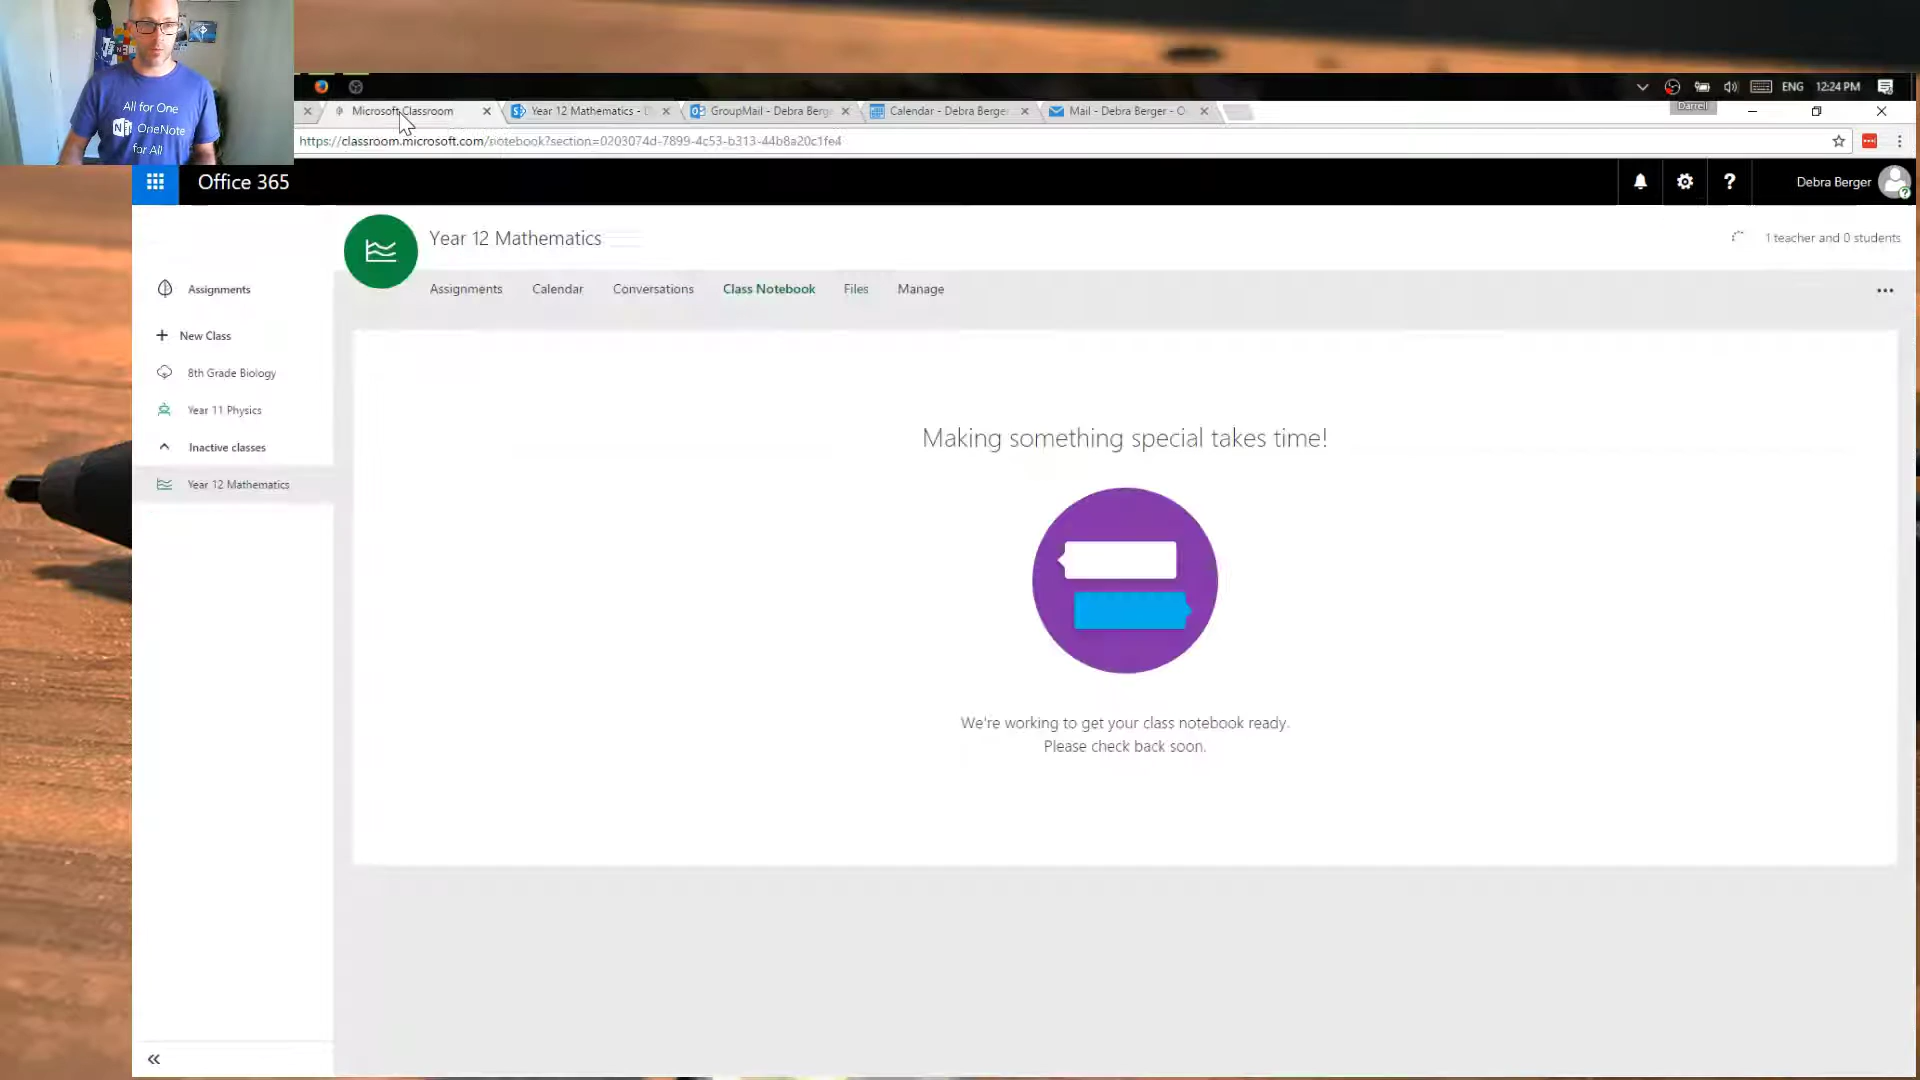 All for One
N OneNote
for All
ENG 12:24 PM
Darrell
Microsoft Classroom
Year 12 Mathematics -
GroupMail - Debra Berge
Calendar - Debra Berge
Mail - Debra Berger - O
https://classroom.microsoft.com/notebook?section=0203074d-7899-4c53-b313-44b8a20c1fe4
Office 365
?
Debra Berger
Year 12 Mathematics
1 teacher and 0 students
Assignments
Calendar
Conversations
Class Notebook
Files
Manage
Assignments
New Class
8th Grade Biology
Year 11 Physics
Inactive classes
Year 12 Mathematics
Making something special takes time!
We're working to get your class notebook ready.
Please check back soon.